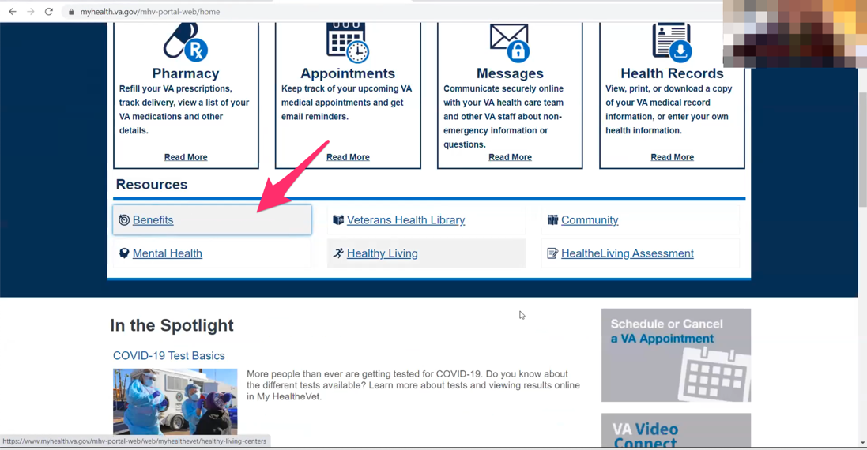 myhealth.va.gov/mhv-portal-web/home
Pharmacy
Refill your VA prescriptions,
track delivery, view a list of your
VA medications and other
details.
Read More
Appointments
Keep track of your upcoming VA
medical appointments and get
email reminders.
Read More
Messages
Communicate securely online
with your VA health care team
and other VA staff about non-
emergency information or
questions.
Read More
Health Records
View, print, or download a copy
of your VA medical record
information, or enter your own
health information.
Read More
Resources
Benefits
Veterans Health Library
Community
Mental Health
Healthy Living
HealtheLiving Assessment
In the Spotlight
COVID-19 Test Basics
More people than ever are getting tested for COVID-19. Do you know about
the different tests available? Learn more about tests and viewing results online
in My HealtheVet.
Schedule or Cancel
a VA Appointment
VA Video
Connect
https://www.myhealth.va.gov/mhv-portal-web/web/myhealthevet/healthy-living-centers